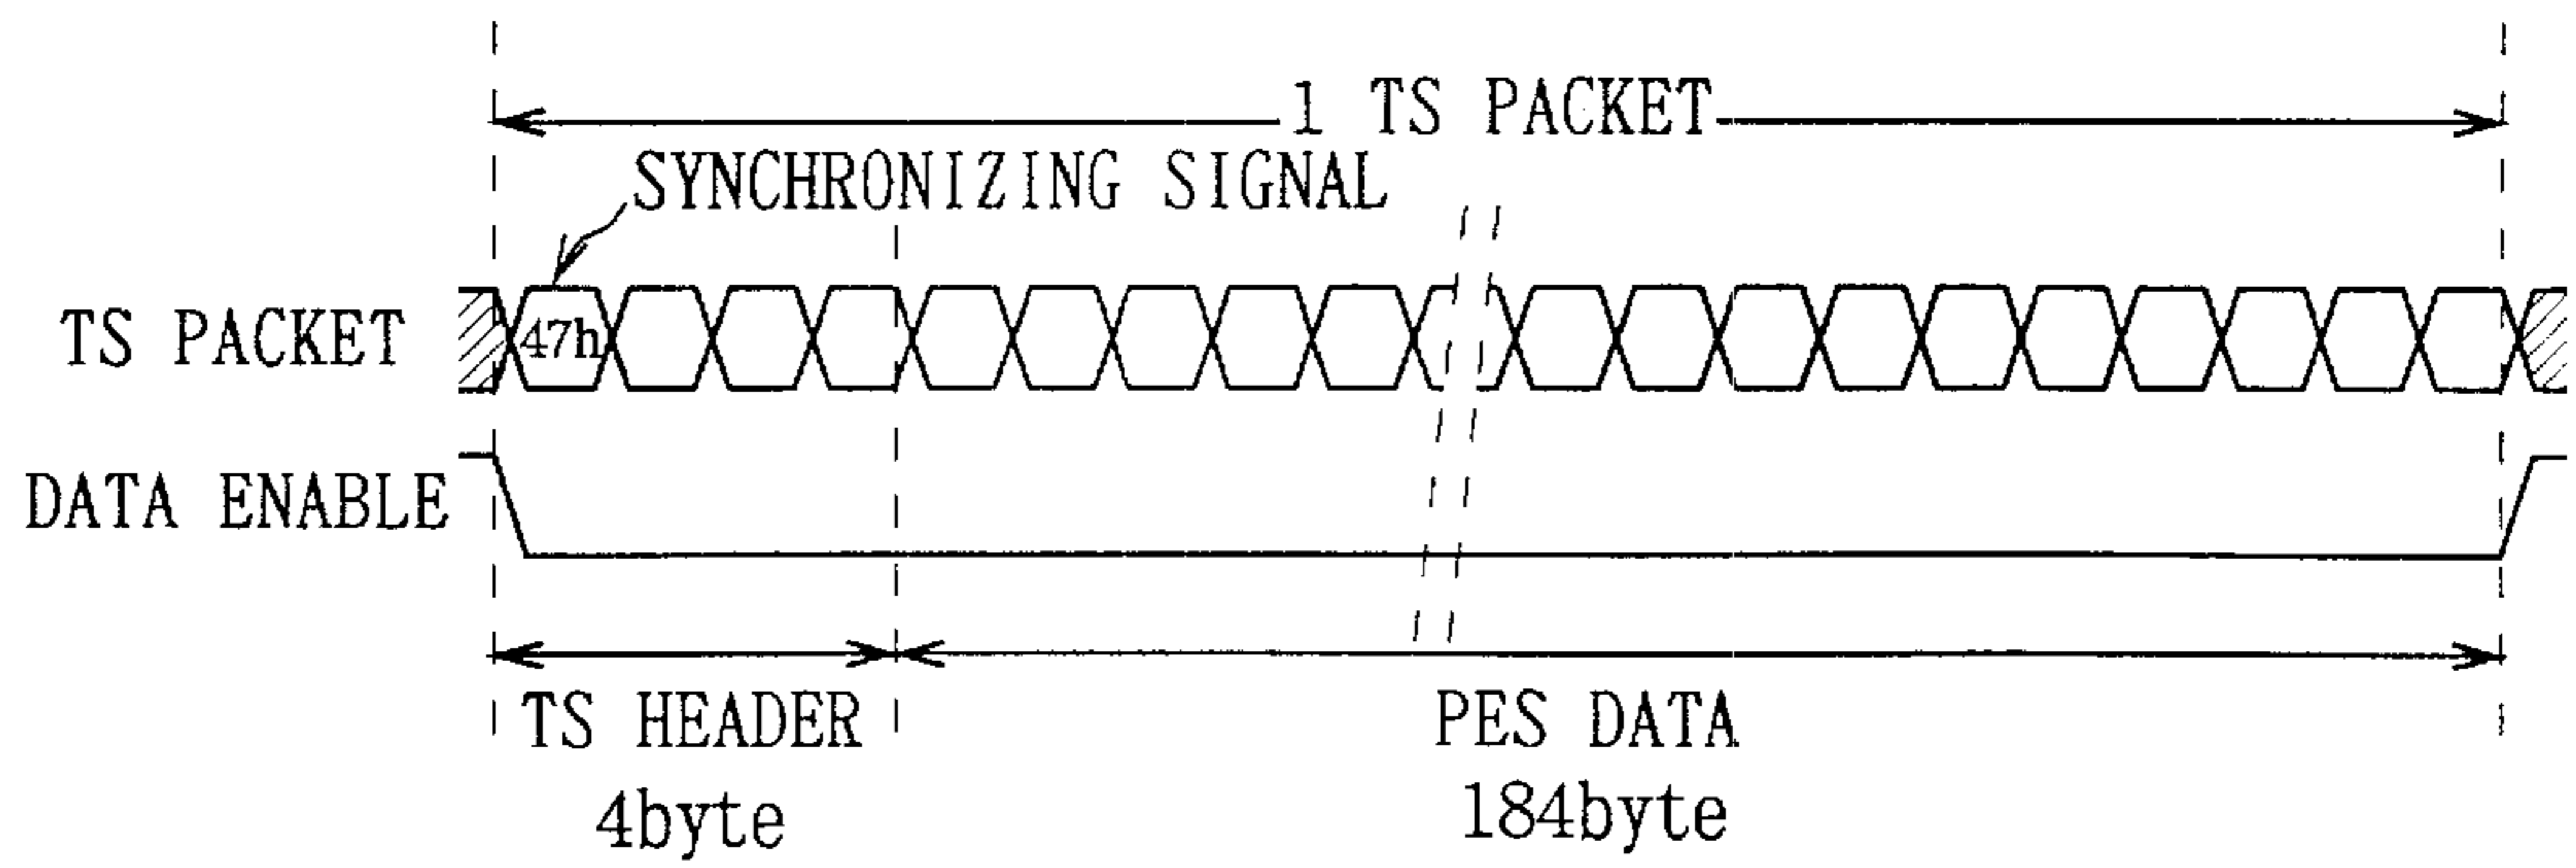 1 TS PACKET
SYNCHRONIZING SIGNAL
TS PACKET
47h
DATA ENABLE
TS HEADER
4byte
PES DATA
184byte